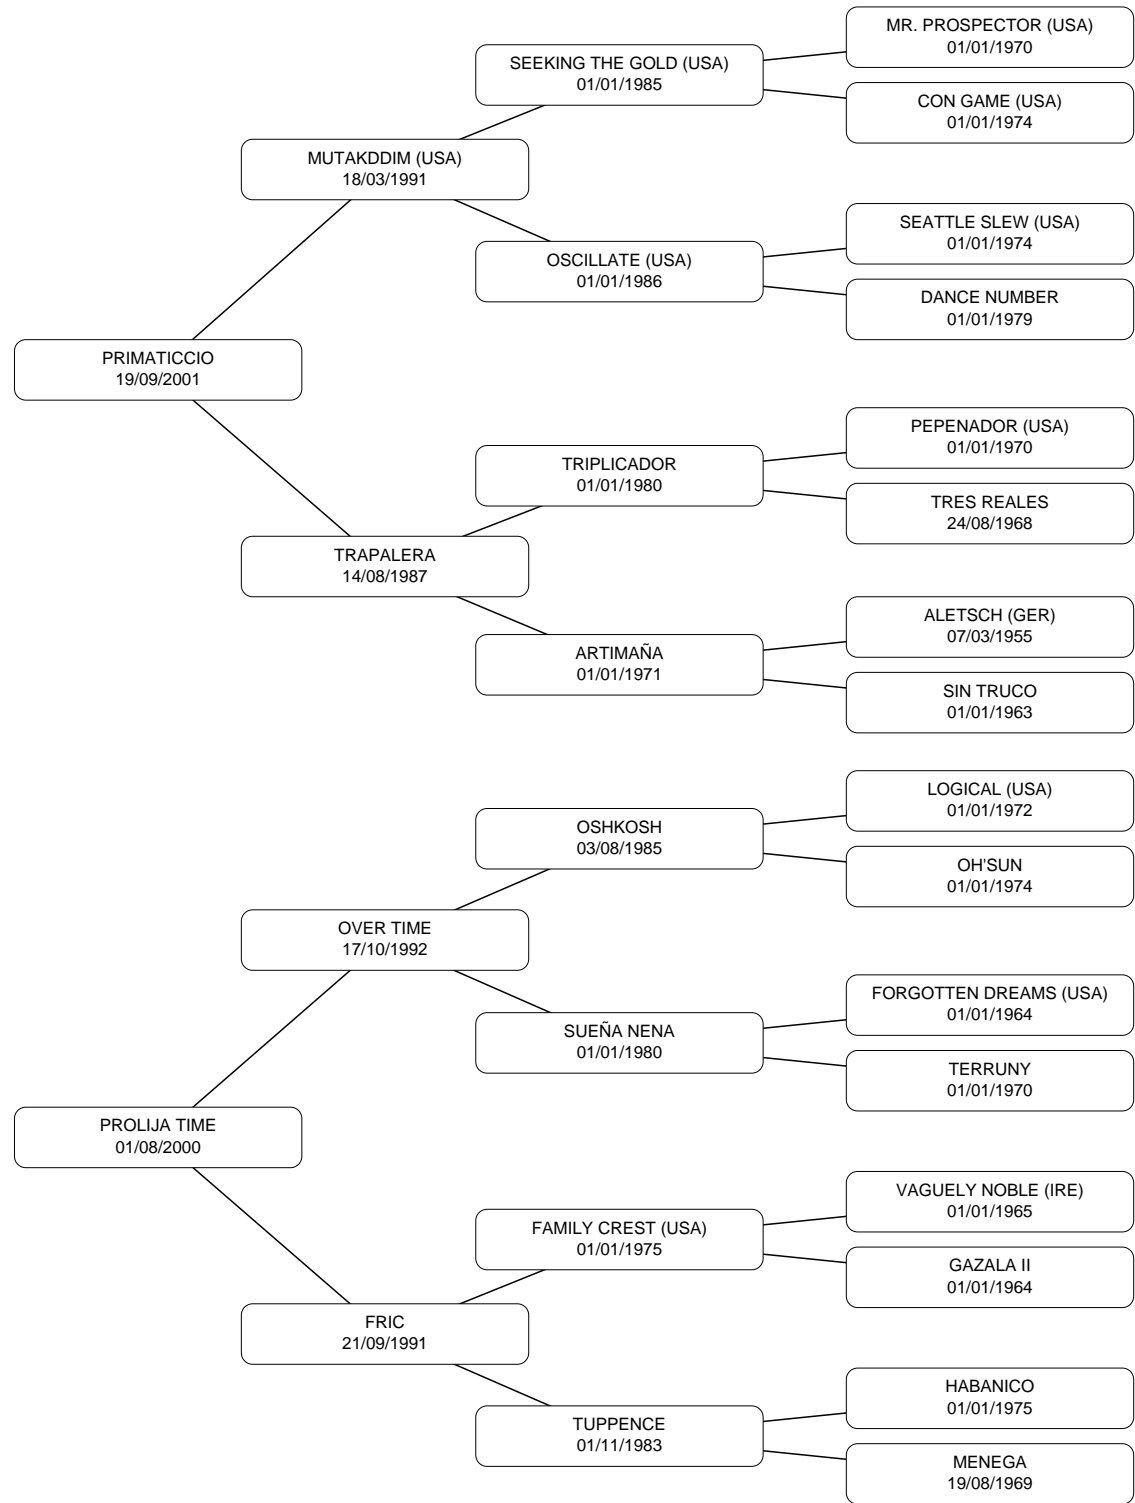 MR. PROSPECTOR (USA)
01/01/1970
SEEKING THE GOLD (USA)
01/01/1985
CON GAME (USA)
01/01/1974
MUTAKDDIM (USA)
18/03/1991
SEATTLE SLEW (USA)
01/01/1974
OSCILLATE (USA)
01/01/1986
DANCE NUMBER
01/01/1979
PRIMATICCIO
19/09/2001
PEPENADOR (USA)
01/01/1970
TRIPLICADOR
01/01/1980
TRES REALES
24/08/1968
TRAPALERA
14/08/1987
ALETSCH (GER)
07/03/1955
ARTIMAÑA
01/01/1971
SIN TRUCO
01/01/1963
LOGICAL (USA)
01/01/1972
OSHKOSH
03/08/1985
OH'SUN
01/01/1974
OVER TIME
17/10/1992
FORGOTTEN DREAMS (USA)
01/01/1964
SUEÑA NENA
01/01/1980
TERRUNY
01/01/1970
PROLIJA TIME
01/08/2000
VAGUELY NOBLE (IRE)
01/01/1965
FAMILY CREST (USA)
01/01/1975
GAZALA II
01/01/1964
FRIC
21/09/1991
HABANICO
01/01/1975
TUPPENCE
01/11/1983
MENEGA
19/08/1969